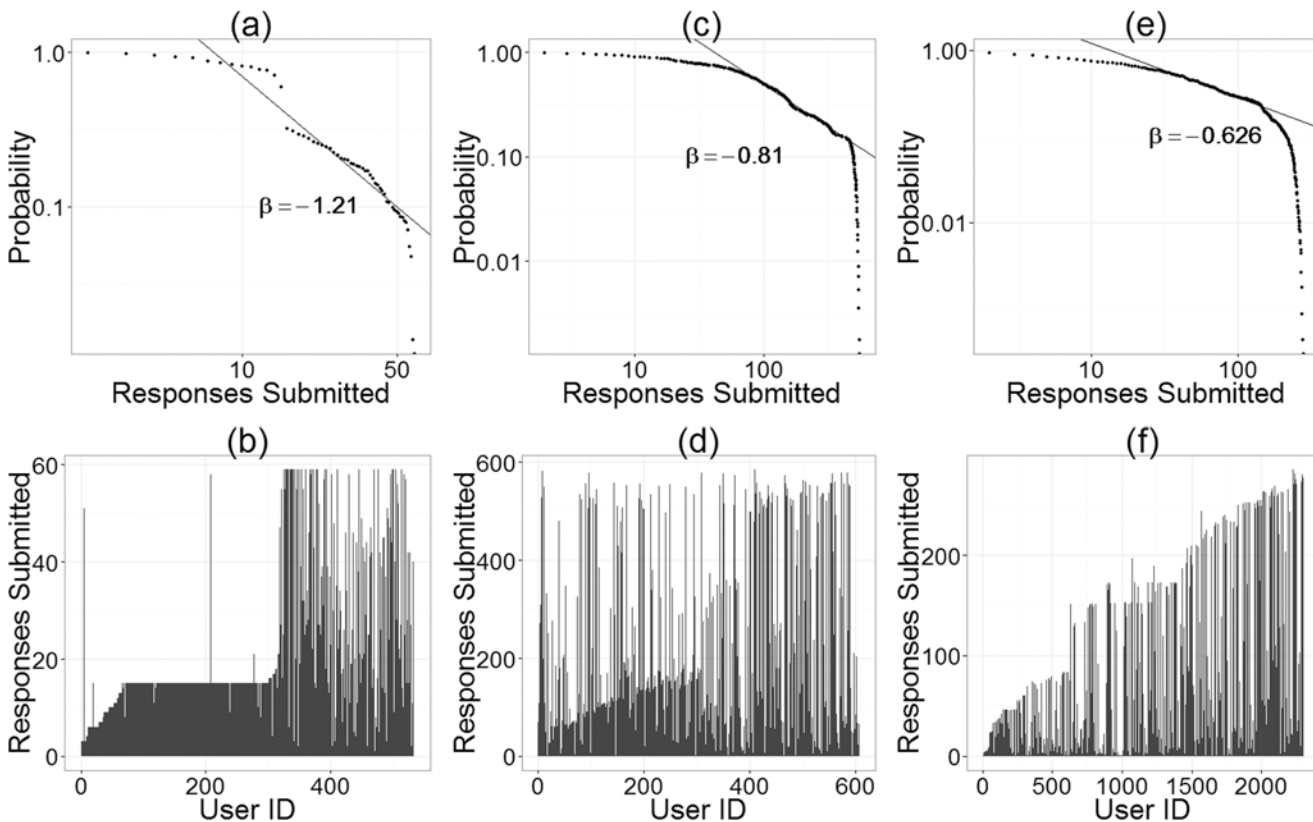 (a)
1.0
0.1
Probability
β=−1.21
10
50
Responses Submitted
(c)
1.00
0.10
0.01
Probability
β=−0.81
10
100
Responses Submitted
(e)
1.00
0.01
Probability
β=−0.626
10
100
Responses Submitted
(b)
60
40
20
0
Responses Submitted
0
200
400
User ID
(d)
600
400
200
0
Responses Submitted
0
200
400
600
User ID
(f)
200
100
0
Responses Submitted
0
500
1000
1500
2000
User ID